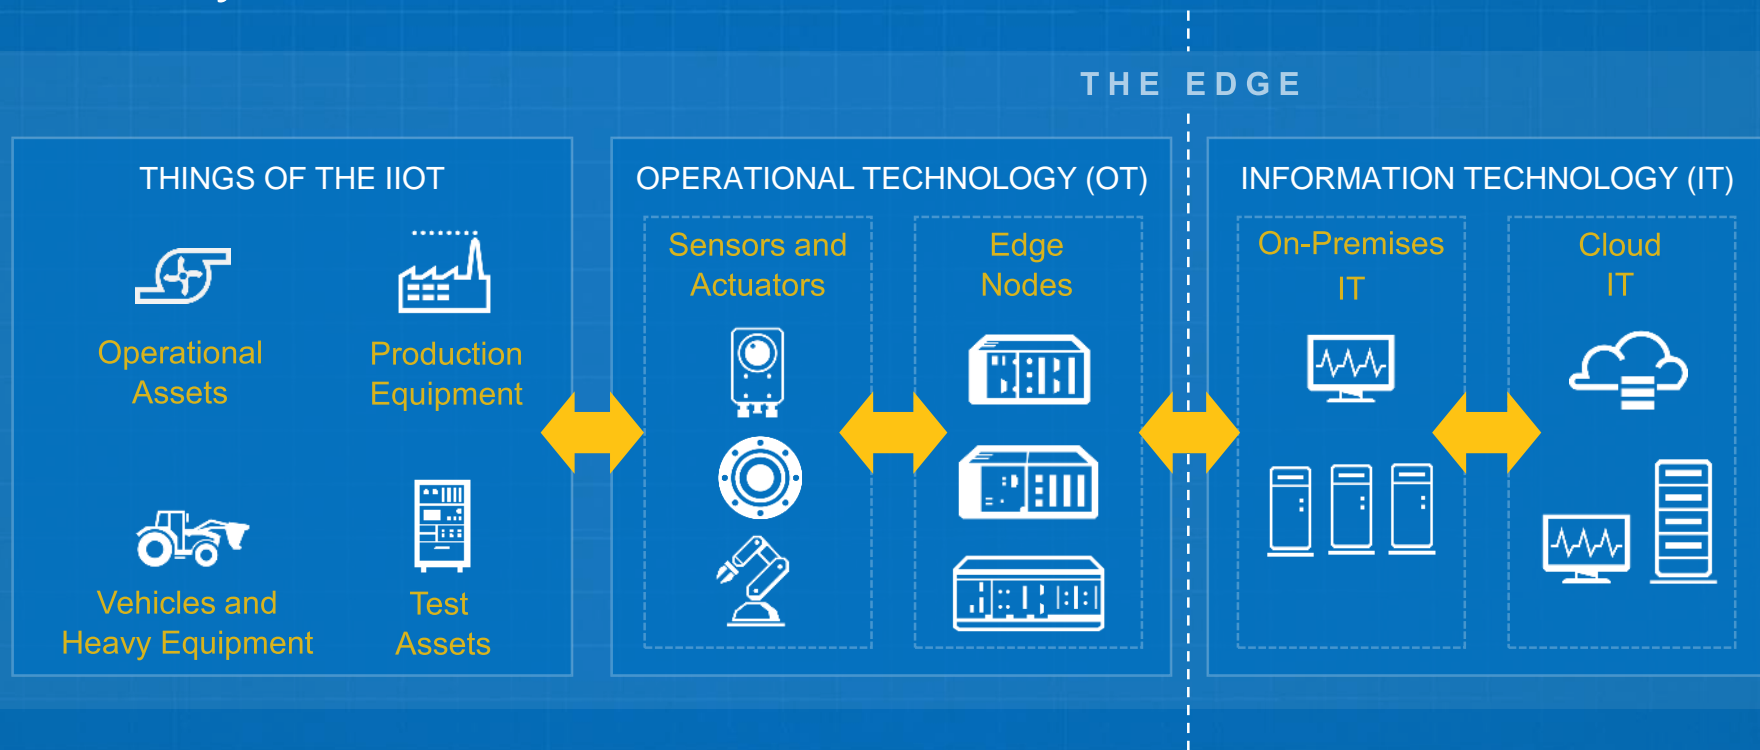 THE EDGE
THINGS OF THE IIOT
Operational
Assets
Production
Equipment
Vehicles and
Heavy Equipment
Test
Assets
OPERATIONAL TECHNOLOGY (OT)
Sensors and
Actuators
Edge
Nodes
INFORMATION TECHNOLOGY (IT)
On-Premises
IT
Cloud
IT